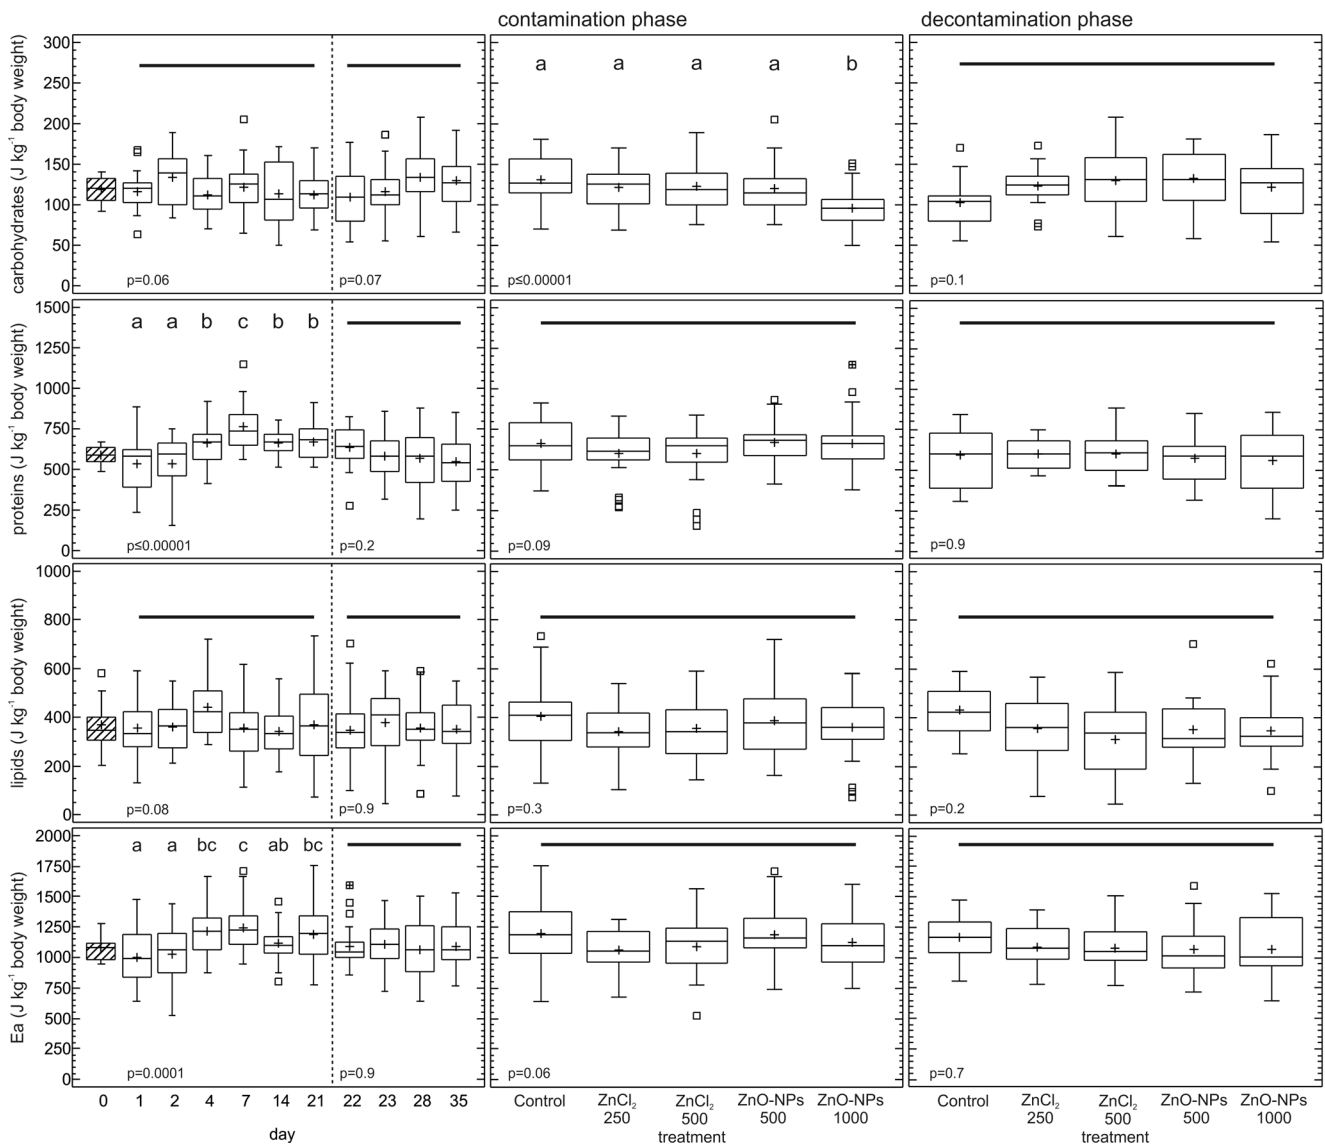 contamination phase
decontamination phase
carbohydrates (J kg⁻¹ body weight)
300
250
200
150
100
50
0
p=0.06
p=0.07
a a a a b
p≤0.00001
p=0.1
proteins (J kg⁻¹ body weight)
1500
1250
1000
750
500
250
0
a a b c b b
p≤0.00001
p=0.2
p=0.09
p=0.9
lipids (J kg⁻¹ body weight)
1000
800
600
400
200
0
p=0.08
p=0.9
p=0.3
p=0.2
Ea (J kg⁻¹ body weight)
2000
1750
1500
1250
1000
750
500
250
0
a a bc c ab bc
p=0.0001
p=0.9
p=0.06
p=0.7
0 1 2 4 7 14 21 22 23 28 35
day
Control ZnCl₂ ZnCl₂ ZnO-NPs ZnO-NPs
250 500 500 1000
treatment
Control ZnCl₂ ZnCl₂ ZnO-NPs ZnO-NPs
250 500 500 1000
treatment